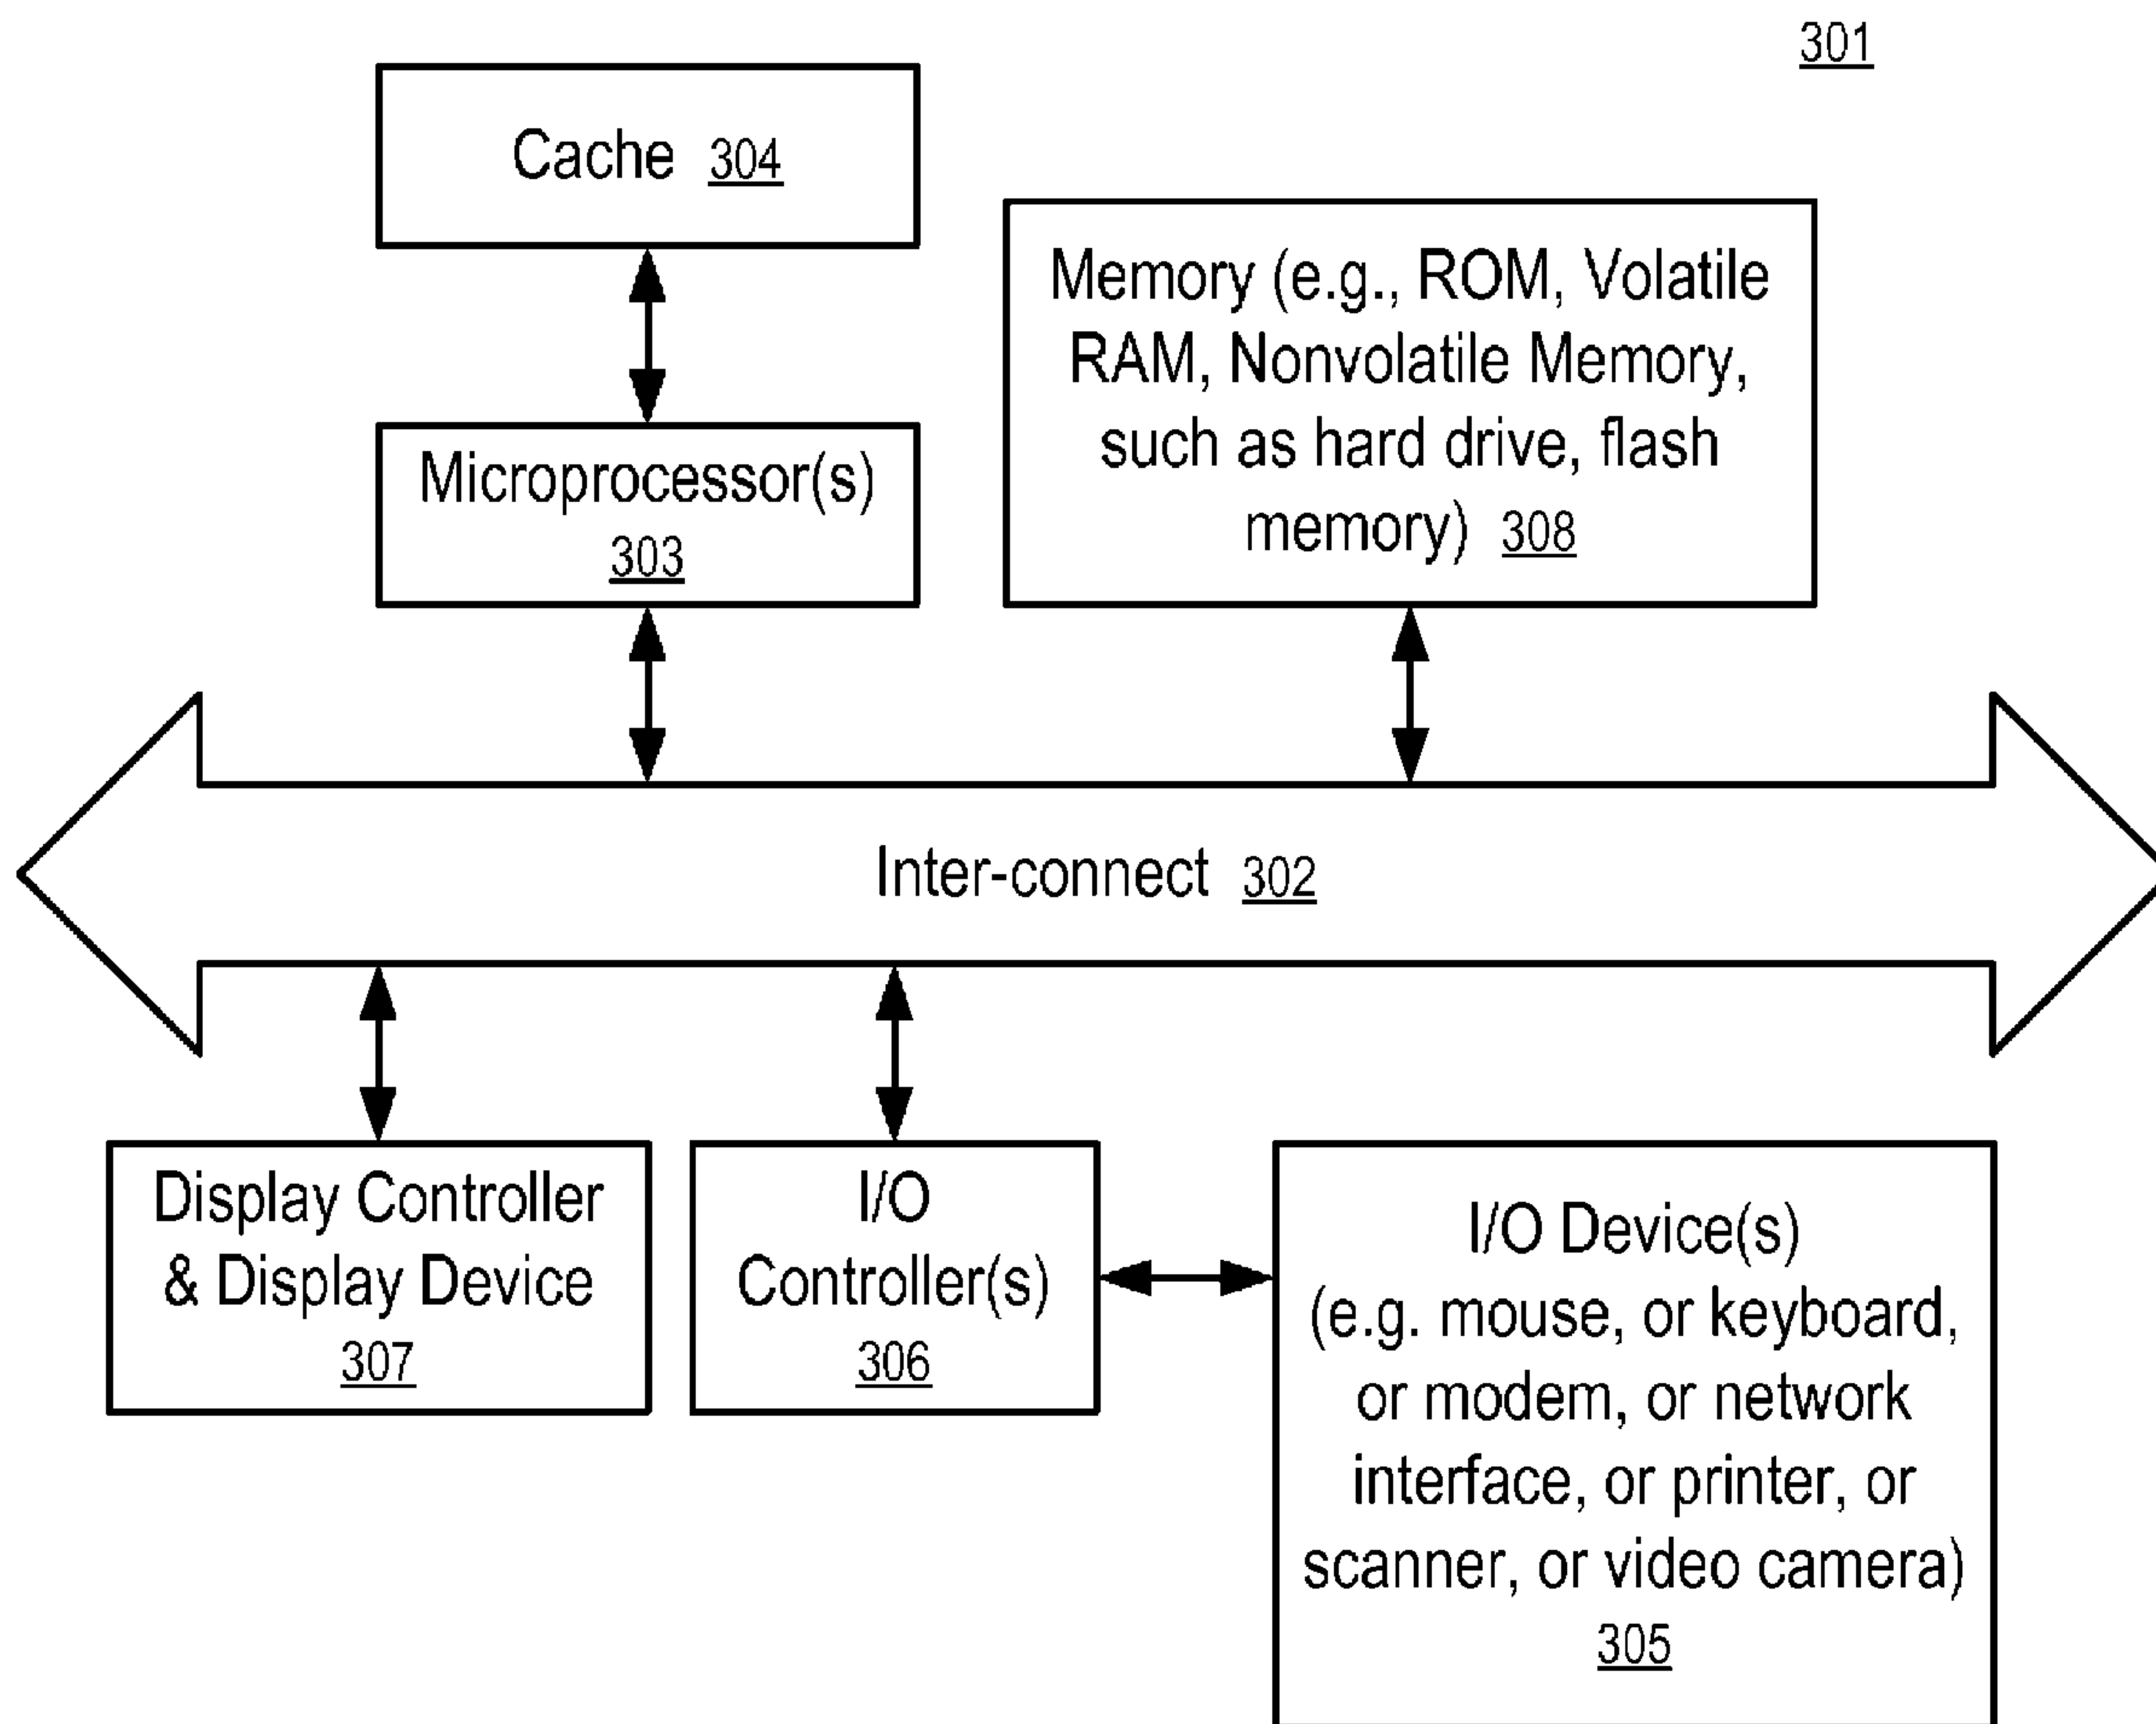 301
Cache 304
Memory (e.g., ROM, Volatile
RAM, Nonvolatile Memory,
such as hard drive, flash
memory) 308
Microprocessor(s)
303
Inter-connect 302
Display Controller
& Display Device
307
I/O
Controller(s)
306
I/O Device(s)
(e.g. mouse, or keyboard,
or modem, or network
interface, or printer, or
scanner, or video camera)
305